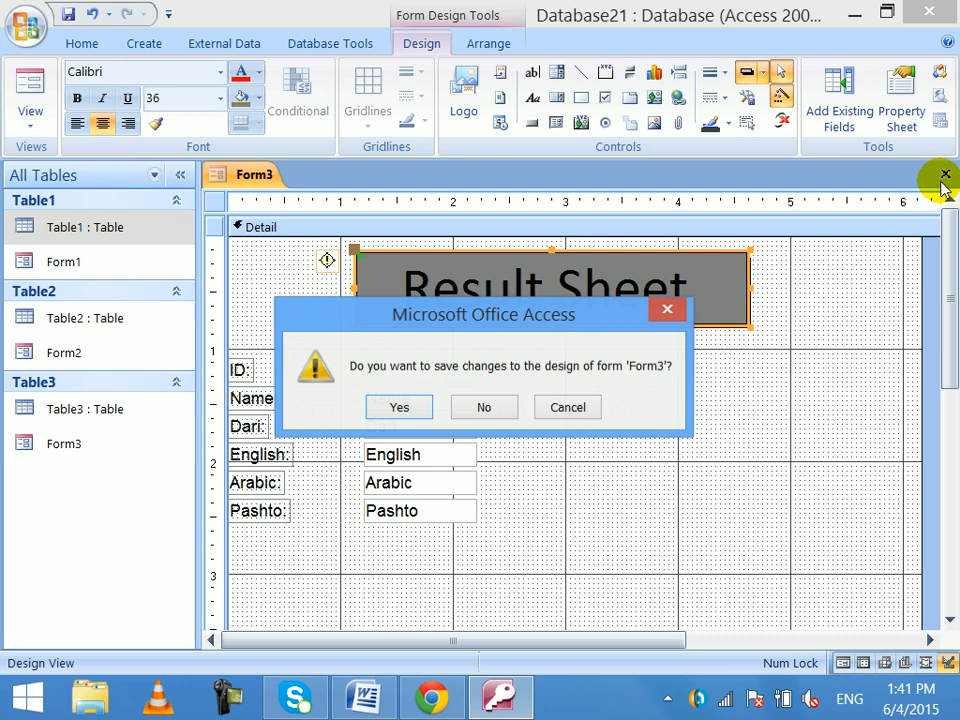 Form Design Tools
Database21 : Database (Access 200...
Home
Create
External Data
Database Tools
Design
Arrange
View
Views
Calibri
A
B
I
U
36
Conditional
Font
Gridlines
Gridlines
Logo
ab
Aa
Controls
Add Existing
Fields
Property
Sheet
Tools
All Tables
Table1
Table1 : Table
Form1
Table2
Table2 : Table
Form2
Table3
Table3 : Table
Form3
Form3
1 2 3 4 5 6
Detail
Result Sheet
Microsoft Office Access
Do you want to save changes to the design of form 'Form3'?
Yes
No
Cancel
1
2
3
ID:
Name
Dari:
Dari
English:
English
Arabic:
Arabic
Pashto:
Pashto
Design View
Num Lock
ENG
1:41 PM
6/4/2015